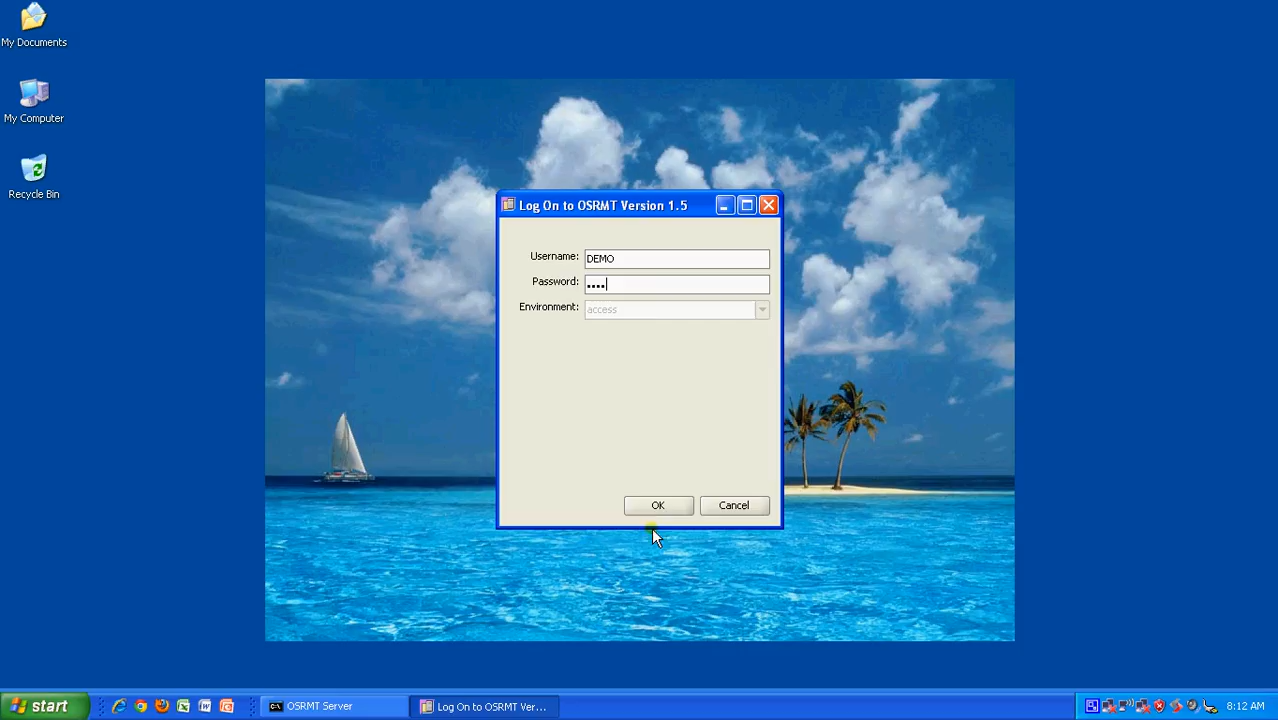 My Documents
My Computer
Recycle Bin
Log On to OSRMT Version 1.5
Username: DEMO
Password: ••••
Environment: access
OK Cancel
start
OSRMT Server
Log On to OSRMT Ver...
8:12 AM